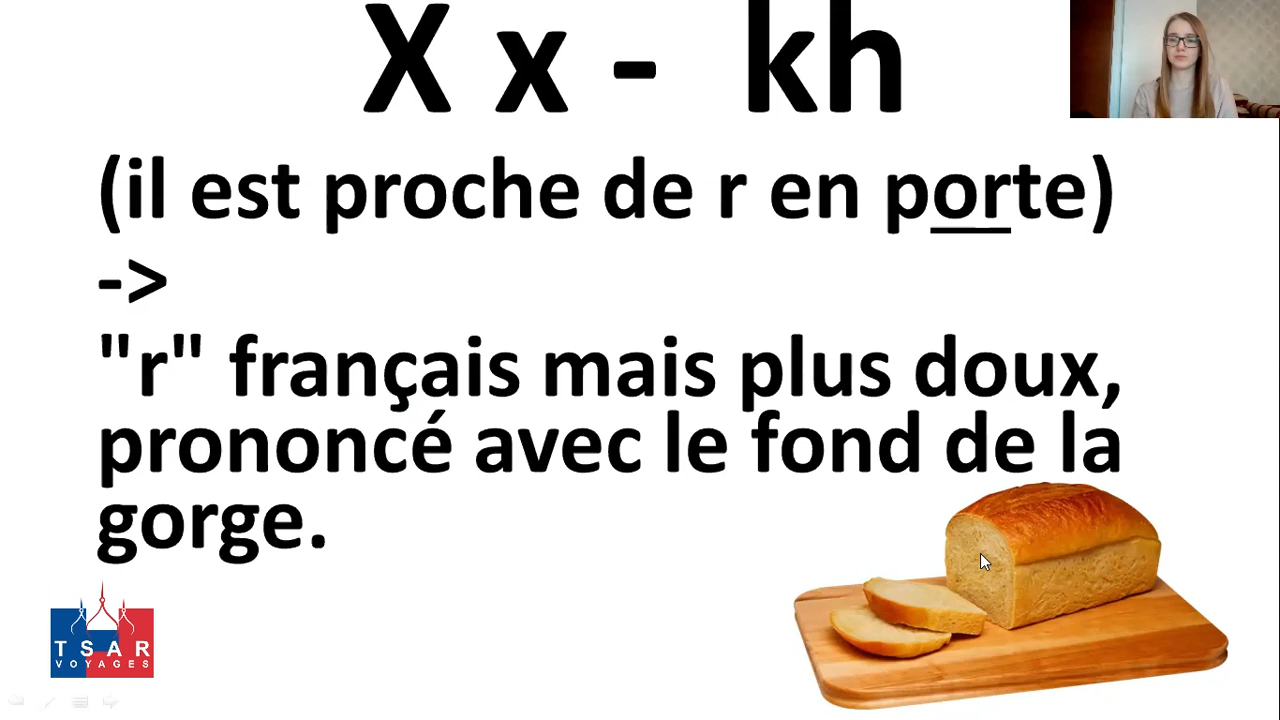 X x - kh
(il est proche de r en porte)
->
"r" français mais plus doux,
prononcé avec le fond de la
gorge.
TSAR
VOYAGES